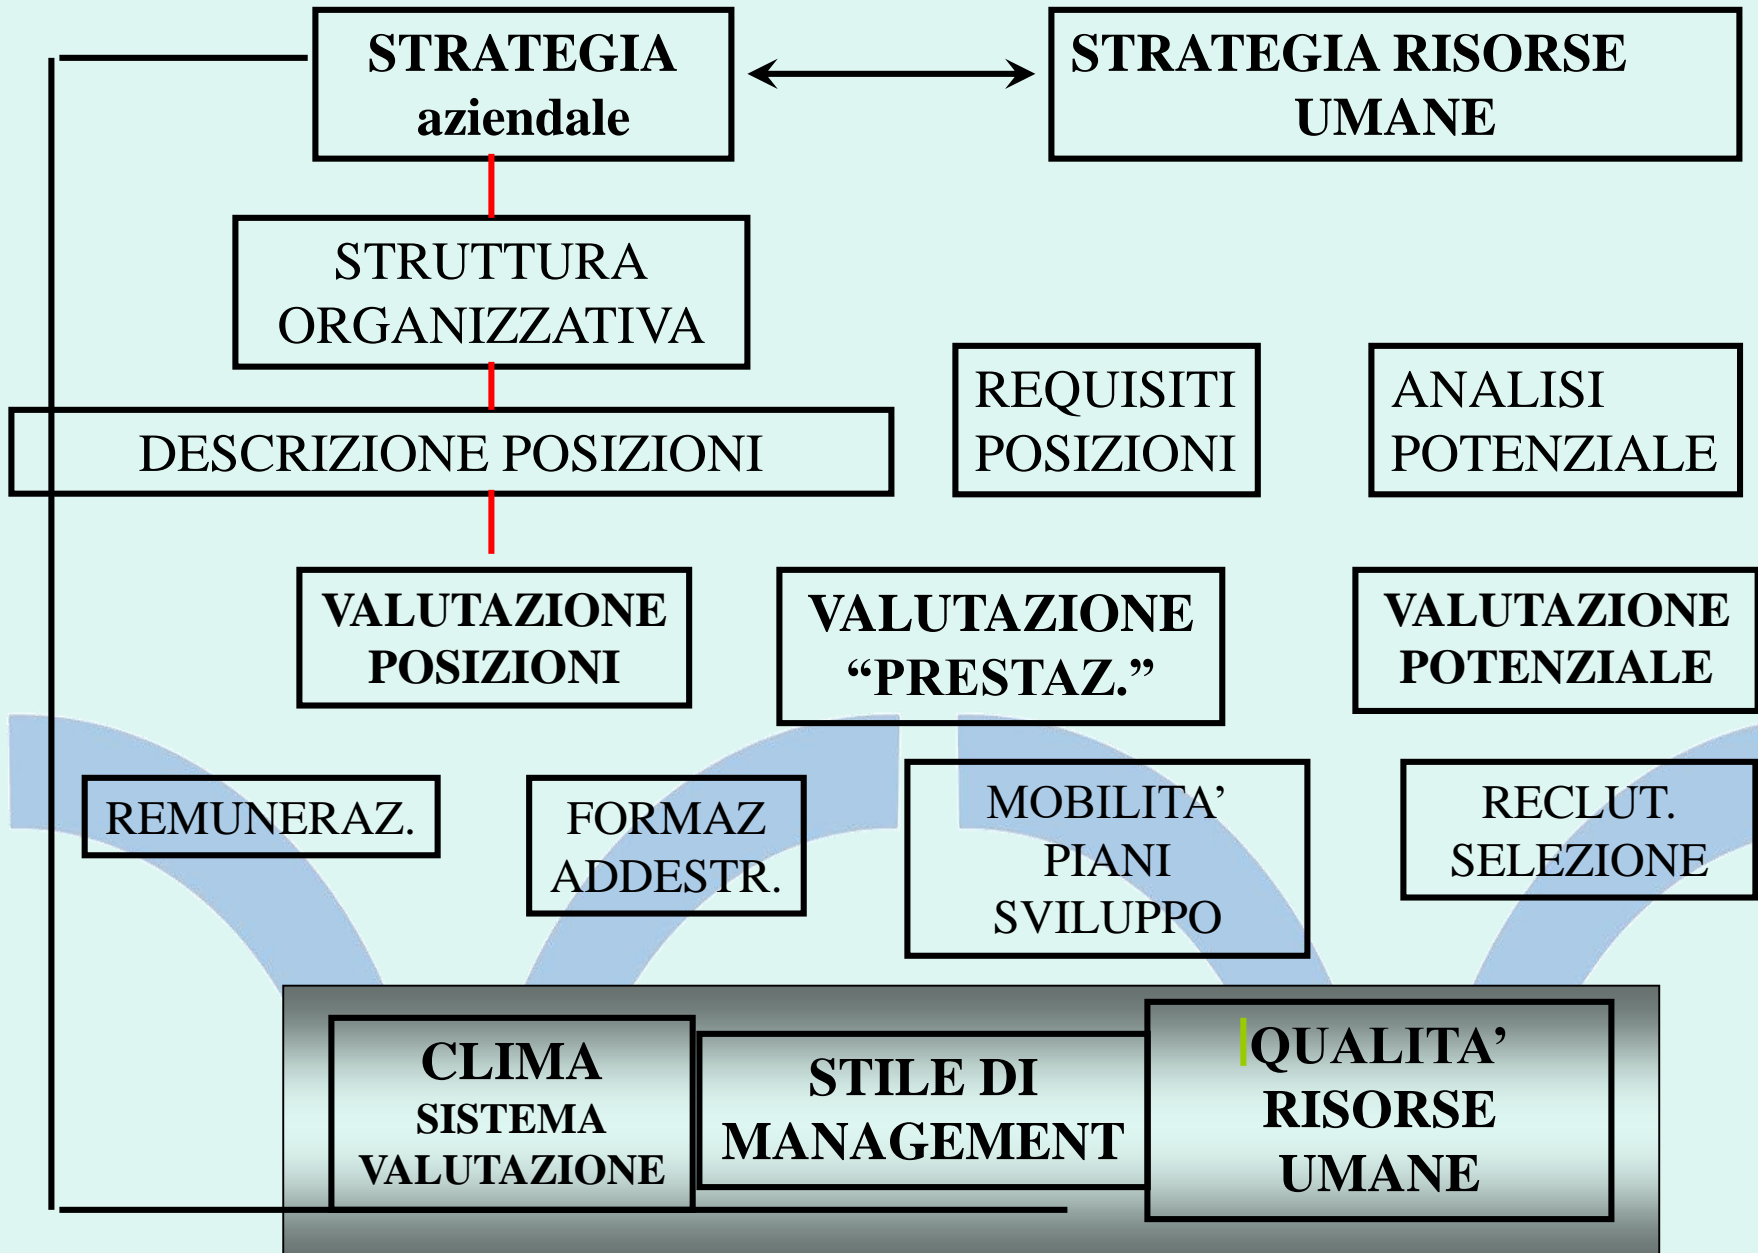 STRATEGIA
aziendale
STRATEGIA RISORSE
UMANE
STRUTTURA
ORGANIZZATIVA
DESCRIZIONE POSIZIONI
REQUISITI
POSIZIONI
ANALISI
POTENZIALE
VALUTAZIONE
POSIZIONI
VALUTAZIONE
“PRESTAZ.”
VALUTAZIONE
POTENZIALE
REMUNERAZ.
FORMAZ
ADDESTR.
MOBILITA’
PIANI
SVILUPPO
RECLUT.
SELEZIONE
CLIMA
SISTEMA
VALUTAZIONE
STILE DI
MANAGEMENT
QUALITA’
RISORSE
UMANE